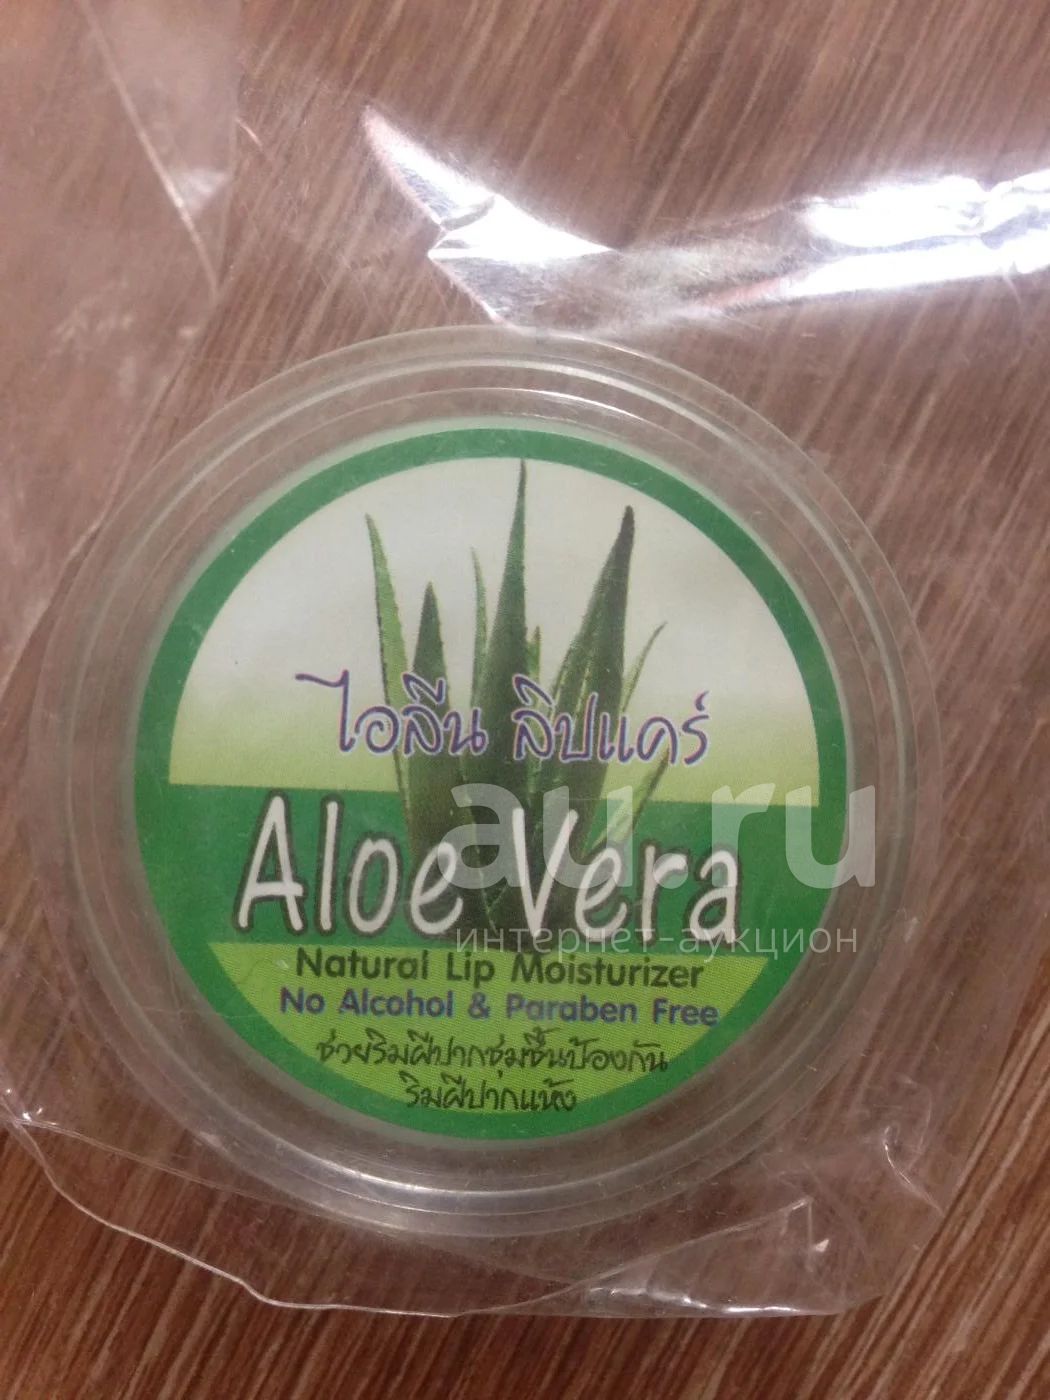 ไอลีน ลิปแคร์
Aloe Vera
au.ru
интернет-аукцион
Natural Lip Moisturizer
No Alcohol & Paraben Free
ช่วยริมฝีปากชุ่มชื้นป้องกัน
ริมฝีปากแห้ง